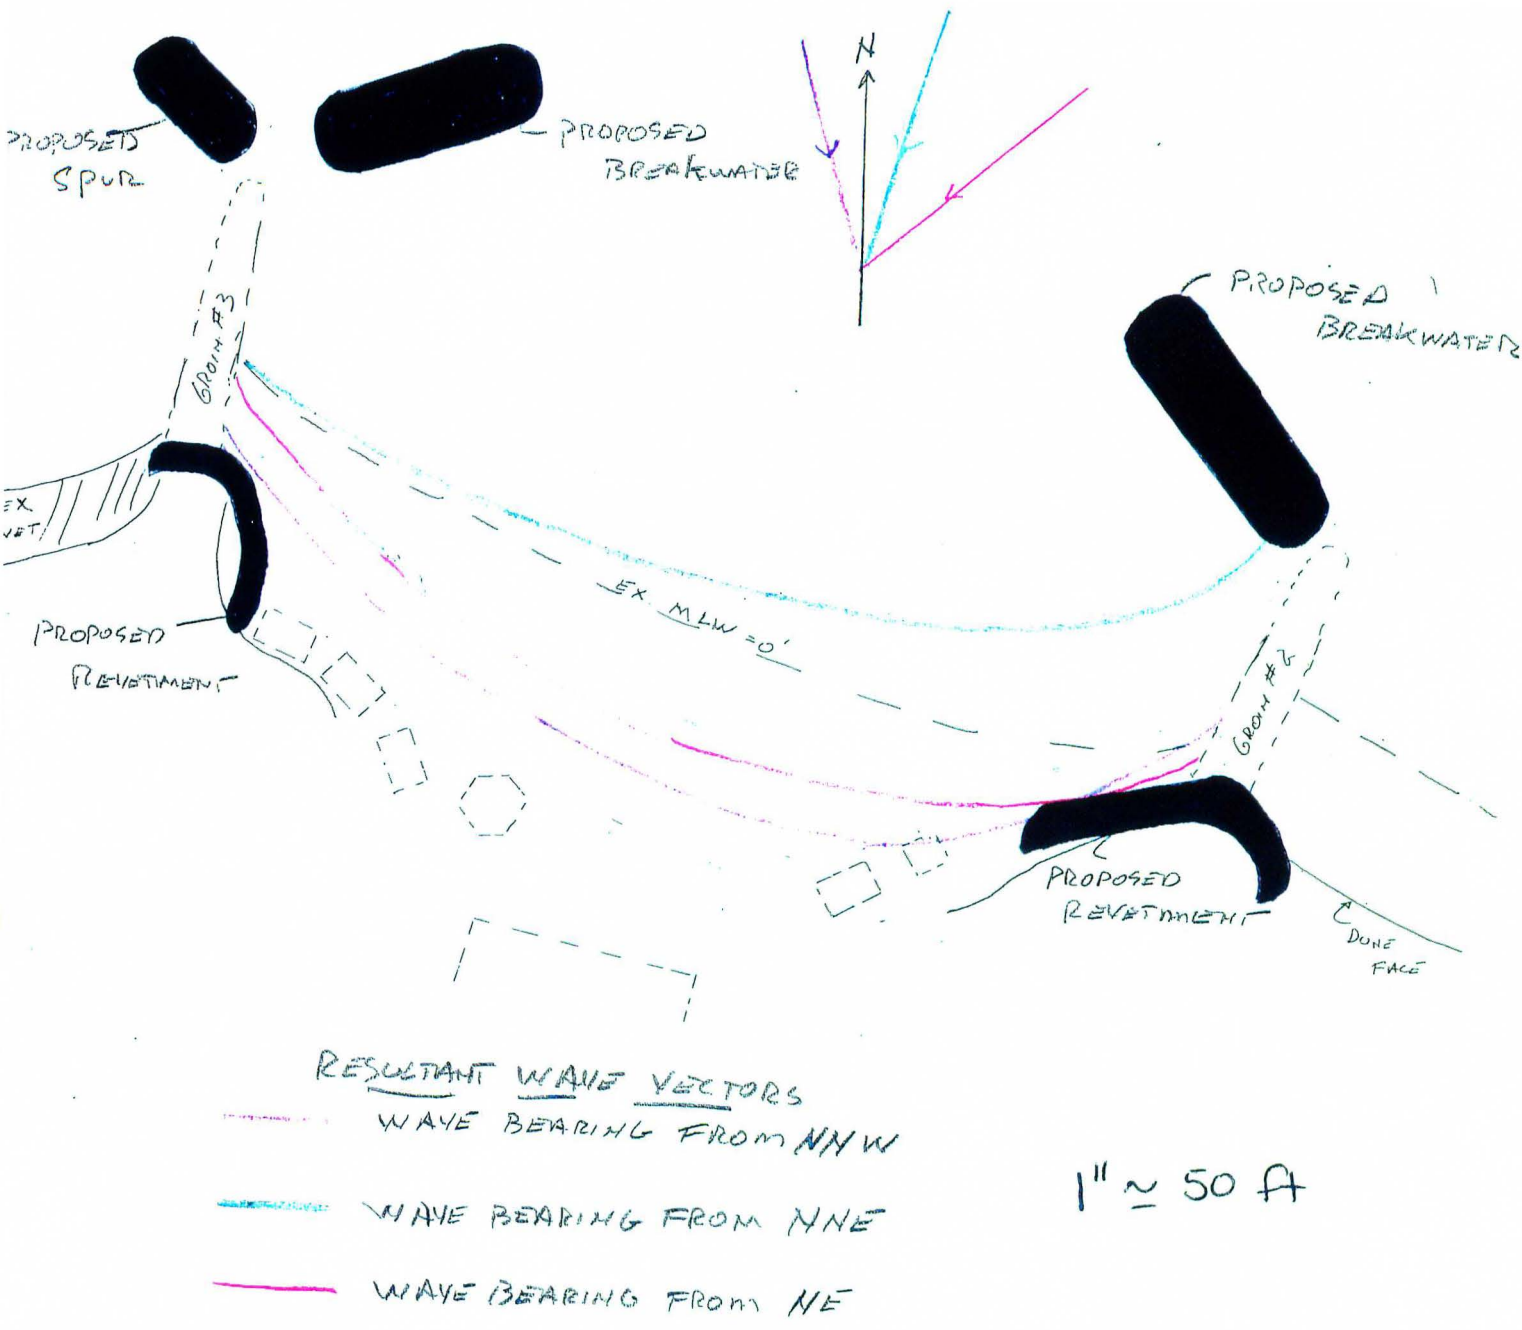 N
PROPOSED
SPUR
PROPOSED
BREAKWATER
PROPOSED
BREAKWATER
GROIN #3
EX
VET
EX. MLW = 0'
PROPOSED
REVETMENT
GROIN #2
PROPOSED
REVETMENT
DUNE
FACE
RESULTANT WAVE VECTORS
WAVE BEARING FROM NNW
WAVE BEARING FROM NNE
WAVE BEARING FROM NE
1" ≃ 50 ft